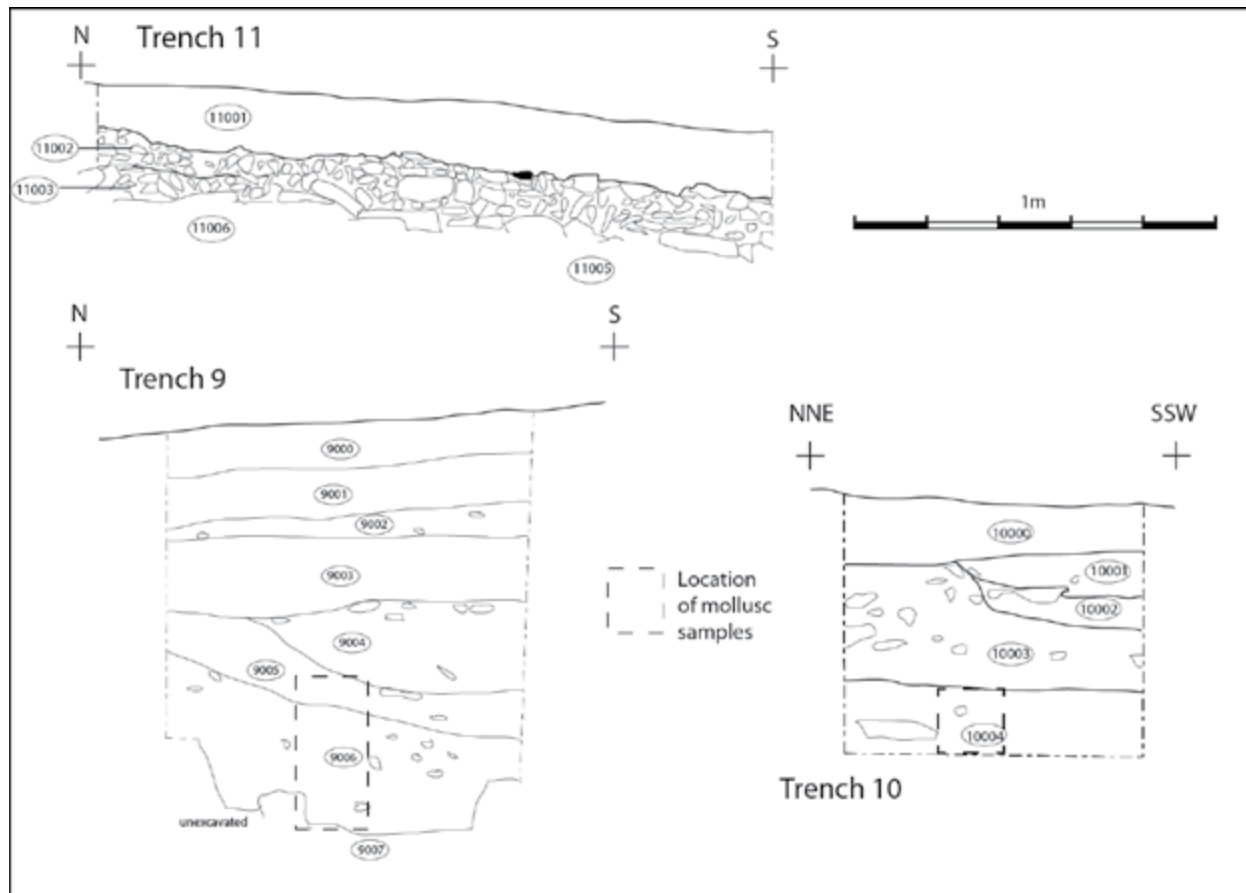 N
Trench 11
S
11001
11002
11003
11006
11005
1m
N
S
Trench 9
9000
9001
9002
9003
9004
9005
9006
unexcavated
9007
Location
of mollusc
samples
NNE
SSW
10000
10001
10002
10003
10004
Trench 10